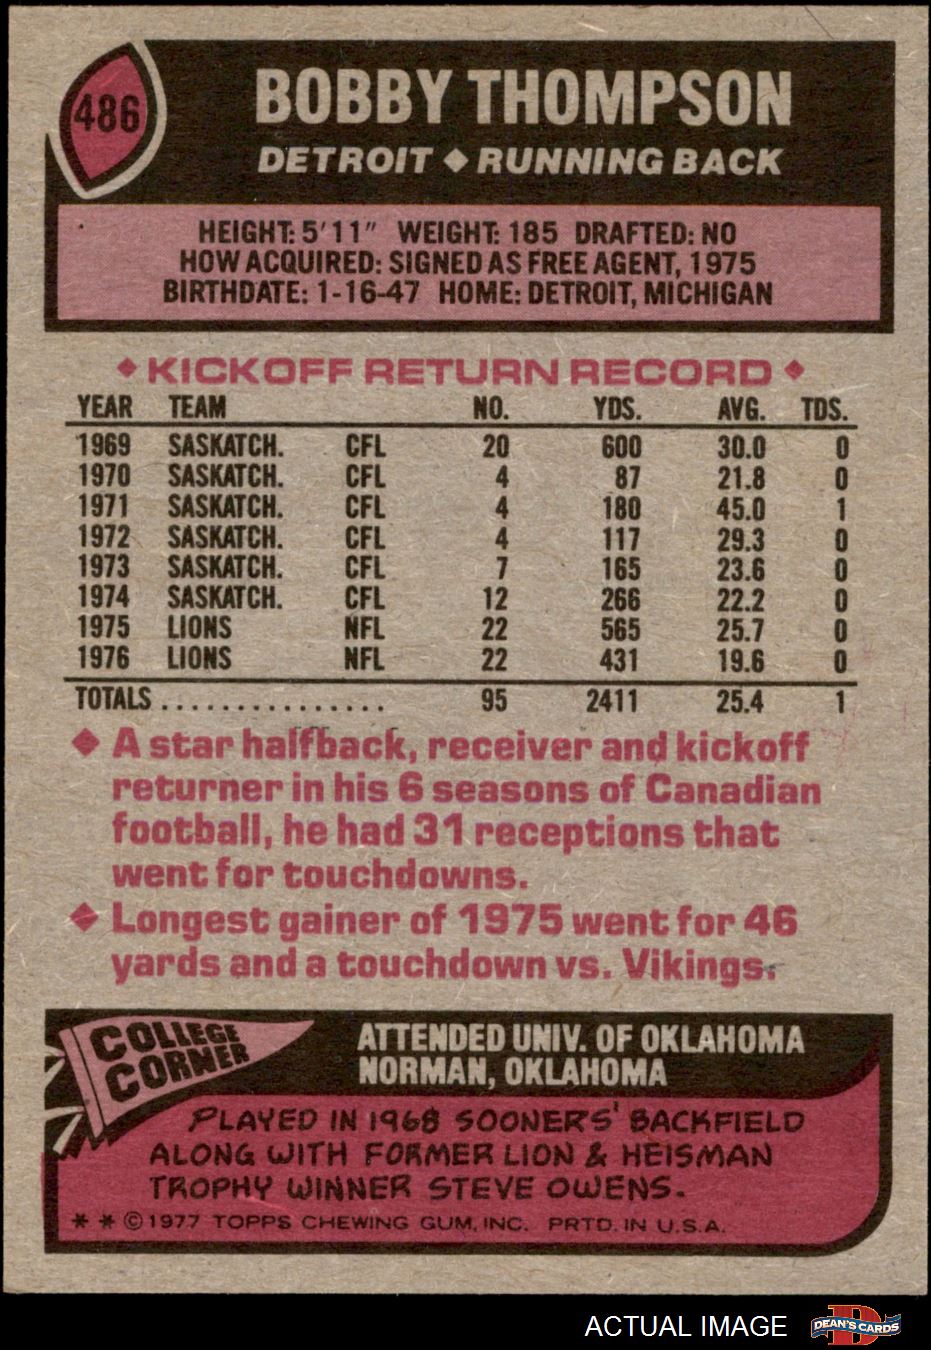 486
BOBBY THOMPSON
DETROIT ◆ RUNNING BACK
HEIGHT: 5'11" WEIGHT: 185 DRAFTED: NO
HOW ACQUIRED: SIGNED AS FREE AGENT, 1975
BIRTHDATE: 1-16-47 HOME: DETROIT, MICHIGAN
◆ KICKOFF RETURN RECORD ◆
YEAR TEAM NO. YDS. AVG. TDS.
1969 SASKATCH. CFL 20 600 30.0 0
1970 SASKATCH. CFL 4 87 21.8 0
1971 SASKATCH. CFL 4 180 45.0 1
1972 SASKATCH. CFL 4 117 29.3 0
1973 SASKATCH. CFL 7 165 23.6 0
1974 SASKATCH. CFL 12 266 22.2 0
1975 LIONS NFL 22 565 25.7 0
1976 LIONS NFL 22 431 19.6 0
TOTALS ............... 95 2411 25.4 1
◆ A star halfback, receiver and kickoff
returner in his 6 seasons of Canadian
football, he had 31 receptions that
went for touchdowns.
◆ Longest gainer of 1975 went for 46
yards and a touchdown vs. Vikings.
COLLEGE
CORNER
ATTENDED UNIV. OF OKLAHOMA
NORMAN, OKLAHOMA
PLAYED IN 1968 SOONERS' BACKFIELD
ALONG WITH FORMER LION & HEISMAN
TROPHY WINNER STEVE OWENS.
* * © 1977 TOPPS CHEWING GUM, INC. PRTD. IN U.S.A.
ACTUAL IMAGE
DEAN'S CARDS